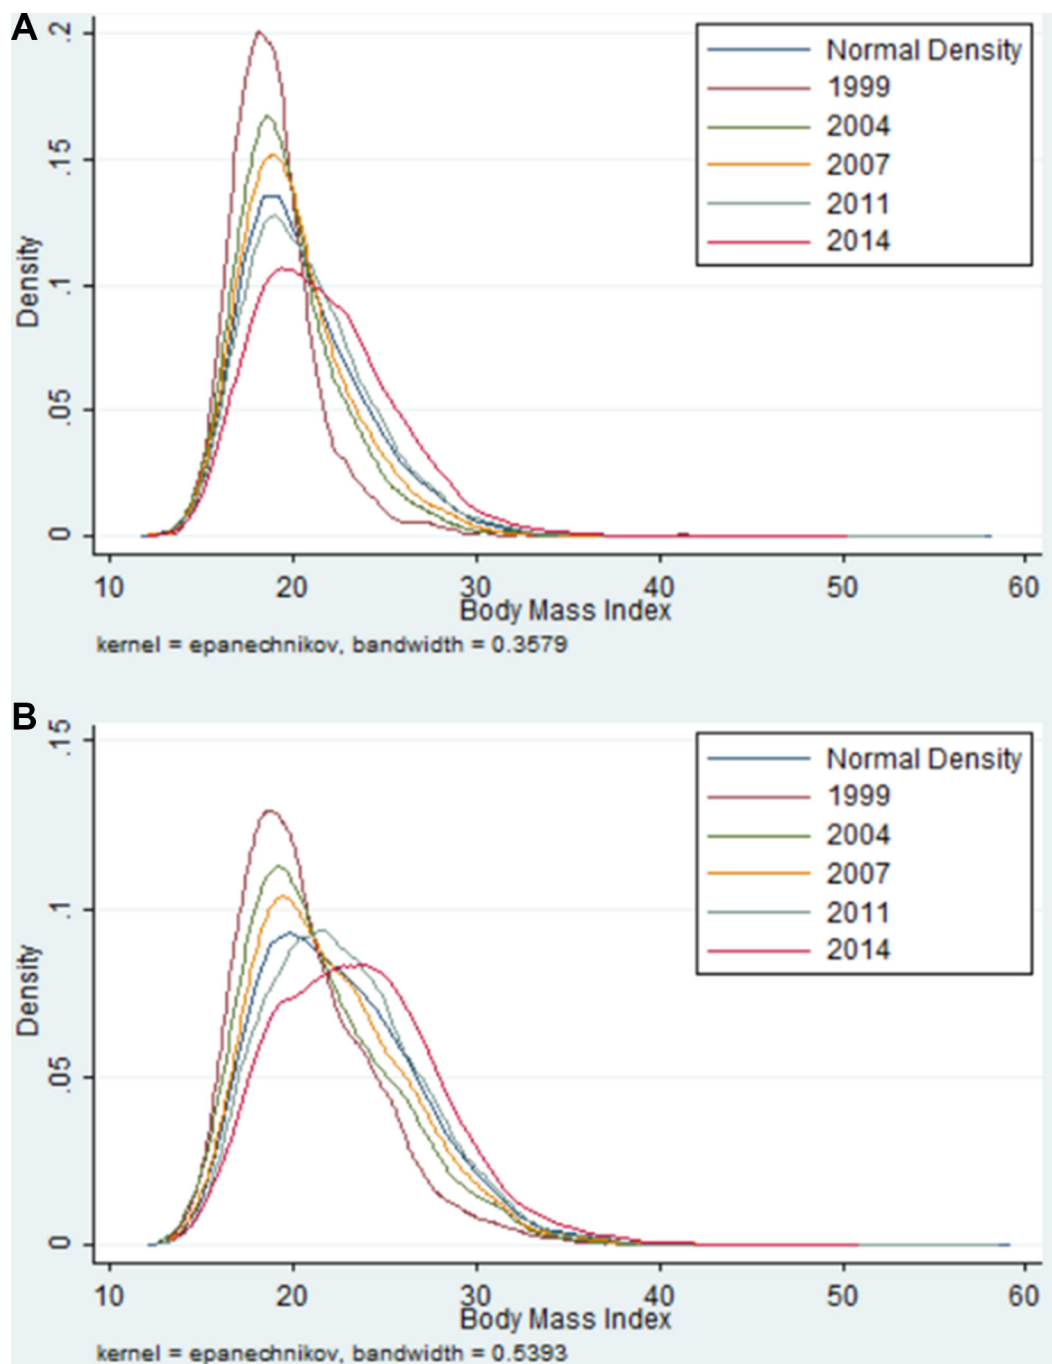 A
.2
.15
.1
.05
0
Density
Normal Density
1999
2004
2007
2011
2014
10 20 30 40 50 60
Body Mass Index
kernel = epanechnikov, bandwidth = 0.3579
B
.15
.1
.05
0
Density
Normal Density
1999
2004
2007
2011
2014
10 20 30 40 50 60
Body Mass Index
kernel = epanechnikov, bandwidth = 0.5393